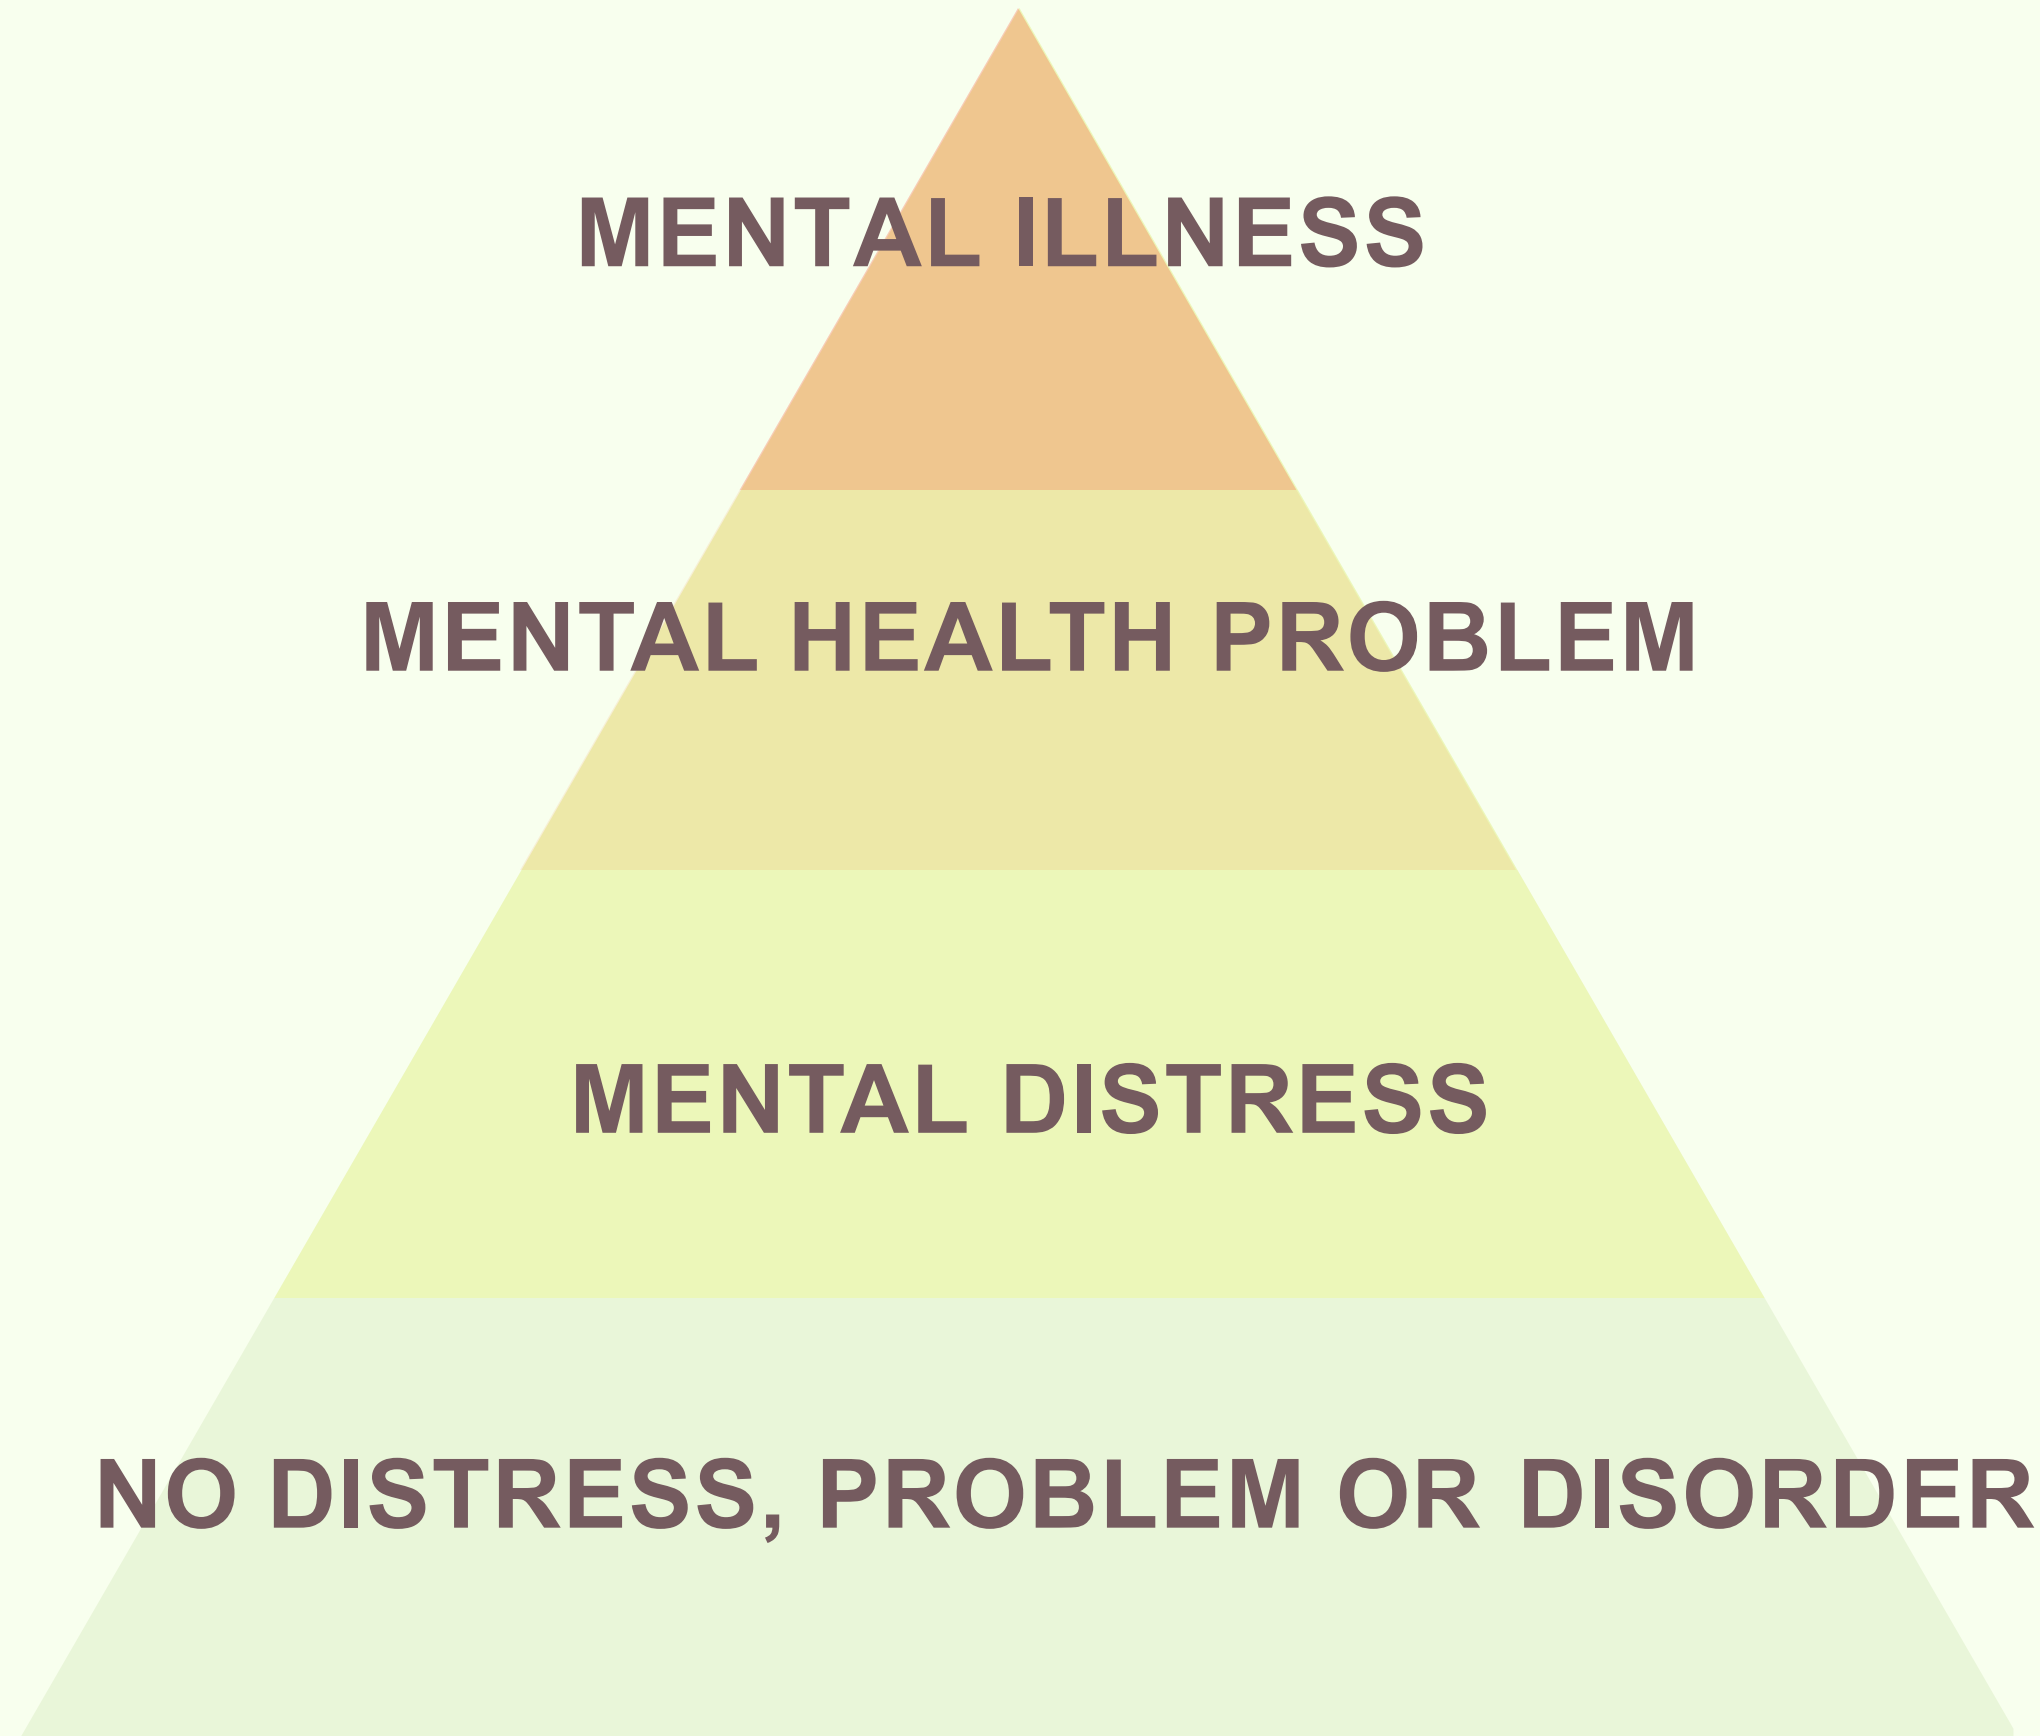 MENTAL ILLNESS
MENTAL HEALTH PROBLEM
MENTAL DISTRESS
NO DISTRESS, PROBLEM OR DISORDER